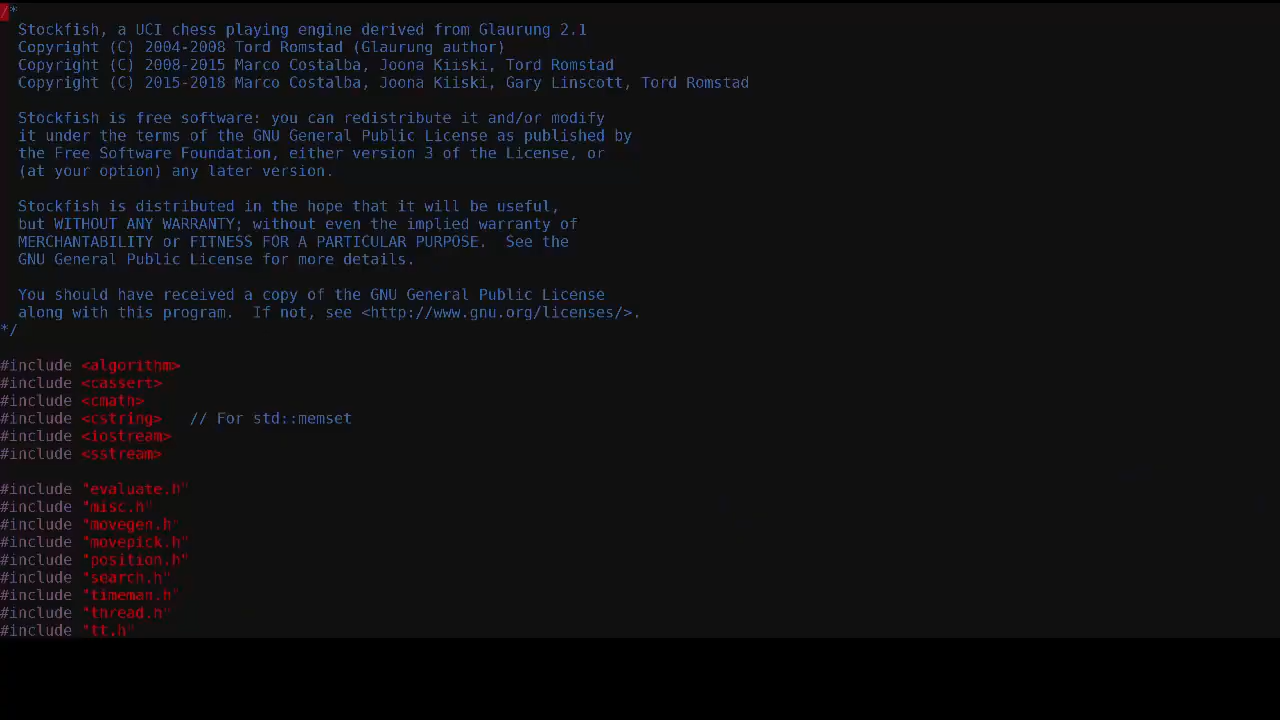 /*
Stockfish, a UCI chess playing engine derived from Glaurung 2.1
Copyright (C) 2004-2008 Tord Romstad (Glaurung author)
Copyright (C) 2008-2015 Marco Costalba, Joona Kiiski, Tord Romstad
Copyright (C) 2015-2018 Marco Costalba, Joona Kiiski, Gary Linscott, Tord Romstad
Stockfish is free software: you can redistribute it and/or modify
it under the terms of the GNU General Public License as published by
the Free Software Foundation, either version 3 of the License, or
(at your option) any later version.
Stockfish is distributed in the hope that it will be useful,
but WITHOUT ANY WARRANTY; without even the implied warranty of
MERCHANTABILITY or FITNESS FOR A PARTICULAR PURPOSE.  See the
GNU General Public License for more details.
You should have received a copy of the GNU General Public License
along with this program.  If not, see <http://www.gnu.org/licenses/>.
*/
#include <algorithm>
#include <cassert>
#include <cmath>
#include <cstring>   // For std::memset
#include <iostream>
#include <sstream>
#include "evaluate.h"
#include "misc.h"
#include "movegen.h"
#include "movepick.h"
#include "position.h"
#include "search.h"
#include "timeman.h"
#include "thread.h"
#include "tt.h"